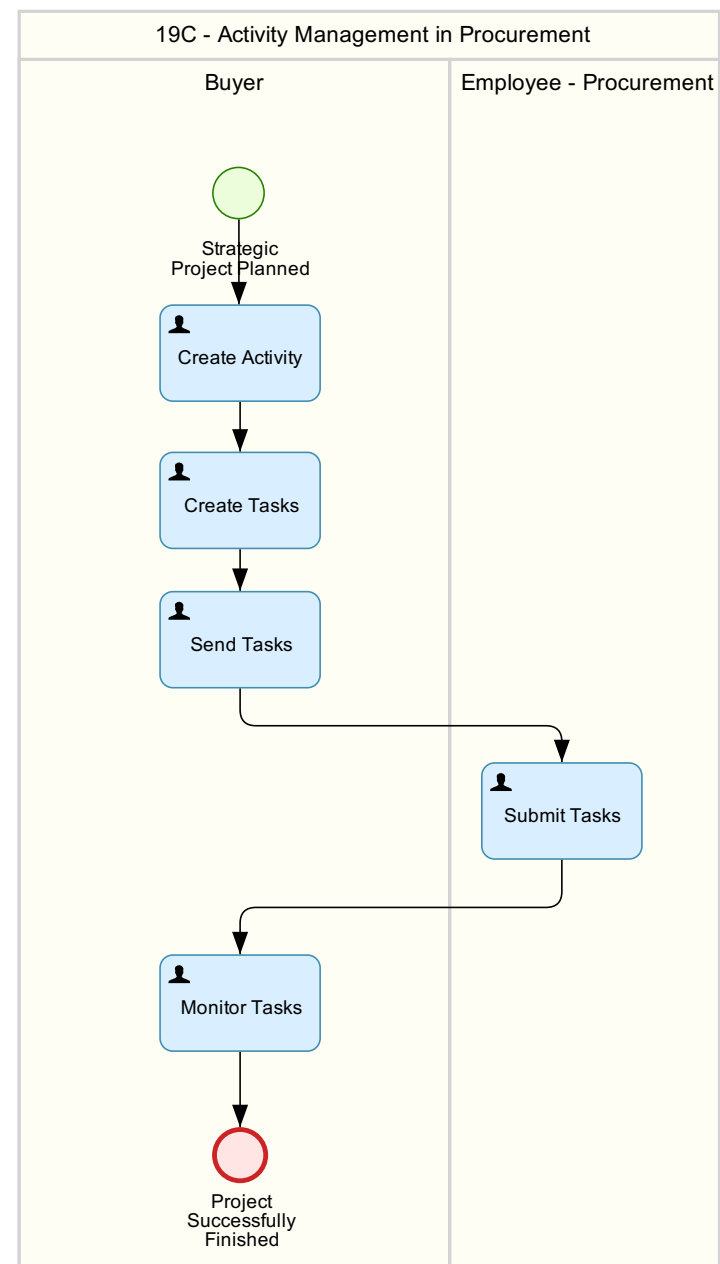 19C - Activity Management in Procurement
Buyer
Employee - Procurement
Strategic
Project Planned
Create Activity
Create Tasks
Send Tasks
Submit Tasks
Monitor Tasks
Project
Successfully
Finished